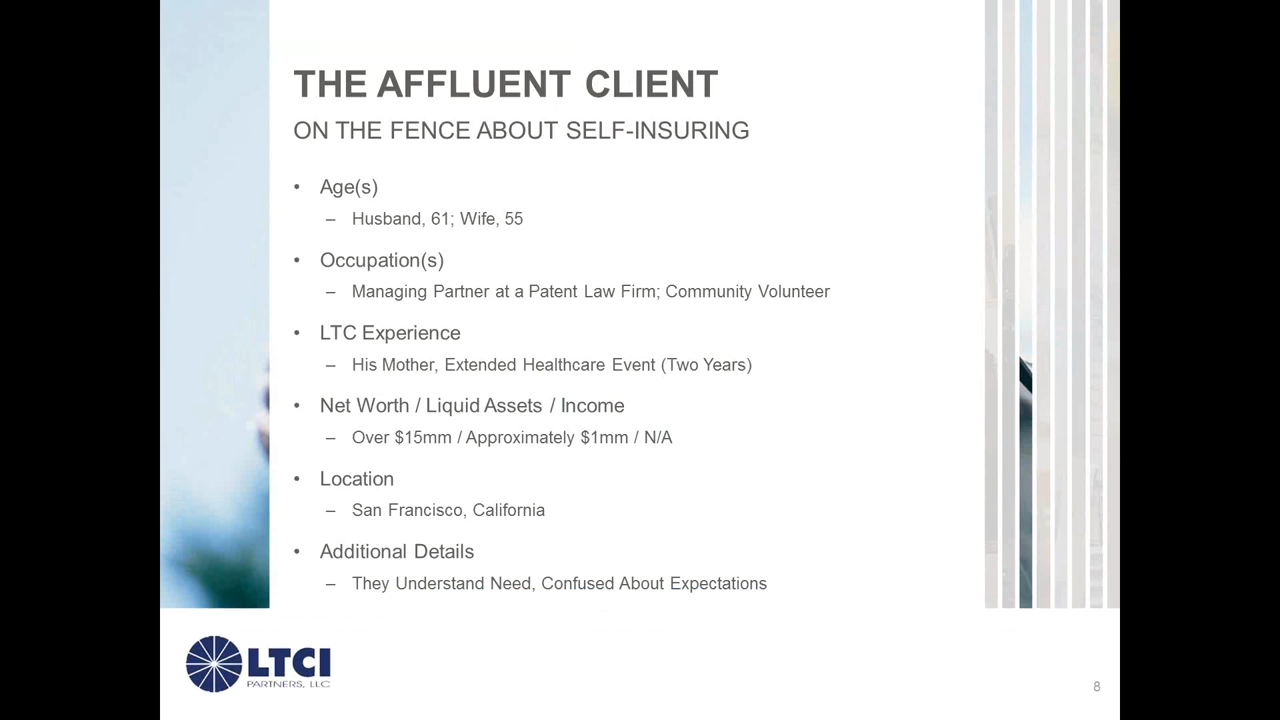 THE AFFLUENT CLIENT
ON THE FENCE ABOUT SELF-INSURING
• Age(s)
– Husband, 61; Wife, 55
• Occupation(s)
– Managing Partner at a Patent Law Firm; Community Volunteer
• LTC Experience
– His Mother, Extended Healthcare Event (Two Years)
• Net Worth / Liquid Assets / Income
– Over $15mm / Approximately $1mm / N/A
• Location
– San Francisco, California
• Additional Details
– They Understand Need, Confused About Expectations
LTCI
PARTNERS, LLC
8